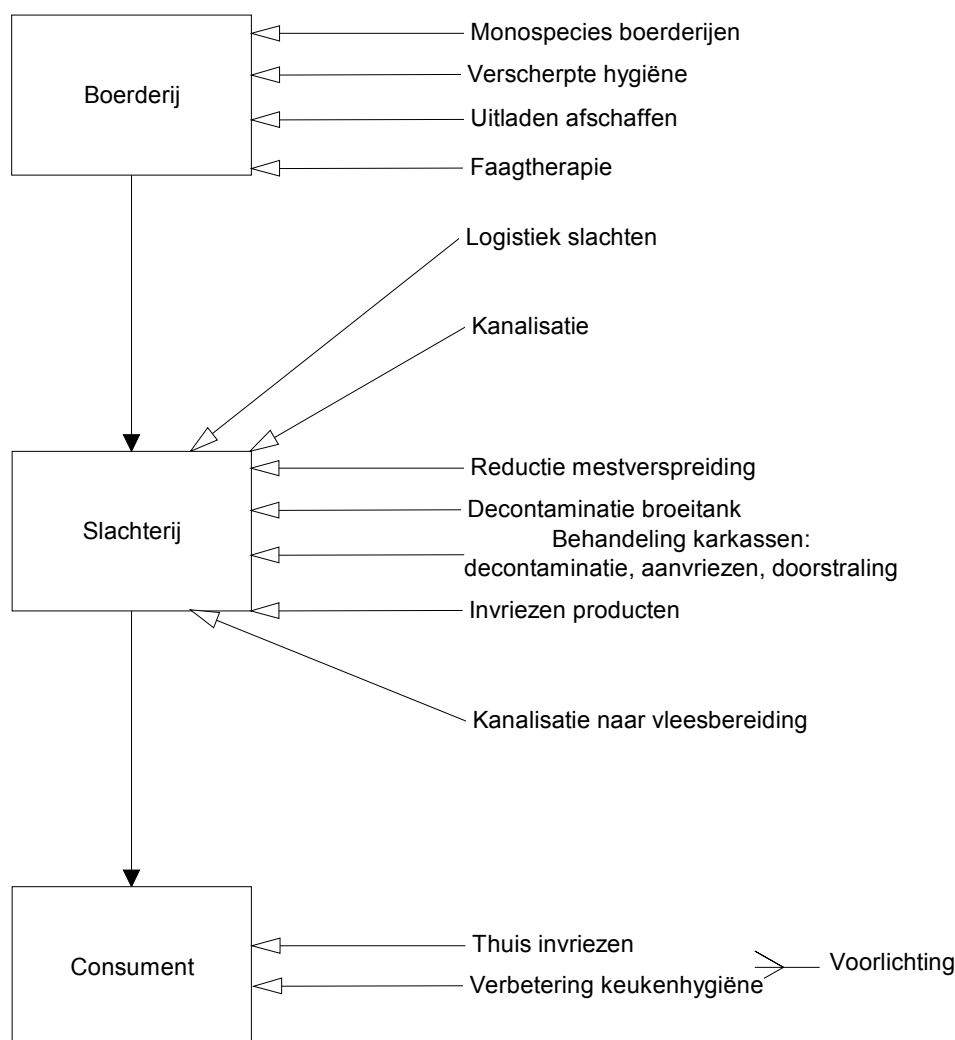 Monospecies boerderijen
Verscherpte hygiëne
Boerderij
Uitladen afschaffen
Faagtherapie
Logistiek slachten
Kanalisatie
Reductie mestverspreiding
Decontaminatie broeitank
Slachterij
Behandeling karkassen:
decontaminatie, aanvriezen, doorstraling
Invriezen producten
Kanalisatie naar vleesbereiding
Consument
Thuis invriezen
Verbetering keukenhygiëne
Voorlichting